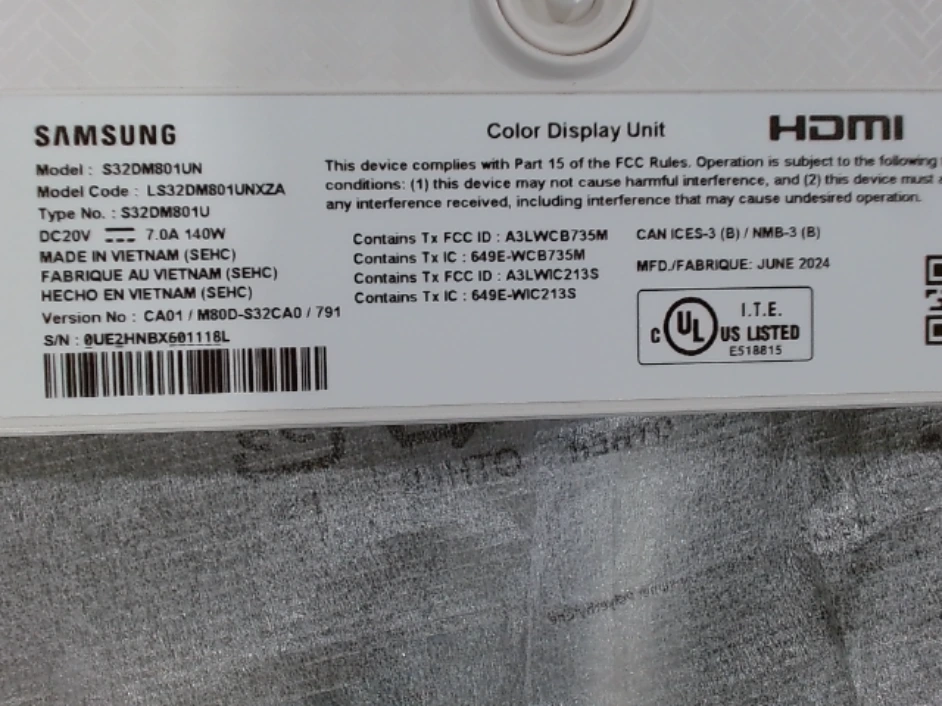 SAMSUNG
Color Display Unit
HDMI
Model : S32DM801UN
Model Code : LS32DM801UNXZA
Type No. : S32DM801U
DC20V 7.0A 140W
MADE IN VIETNAM (SEHC)
FABRIQUE AU VIETNAM (SEHC)
HECHO EN VIETNAM (SEHC)
Version No : CA01 / M80D-S32CA0 / 791
S/N : 0UE2HNBX601118L
This device complies with Part 15 of the FCC Rules. Operation is subject to the following
conditions: (1) this device may not cause harmful interference, and (2) this device must
any interference received, including interference that may cause undesired operation.
Contains Tx FCC ID : A3LWCB735M
Contains Tx IC : 649E-WCB735M
Contains Tx FCC ID : A3LWIC213S
Contains Tx IC : 649E-WIC213S
CAN ICES-3 (B) / NMB-3 (B)
MFD./FABRIQUE: JUNE 2024
C UL US LISTED
I.T.E.
E518815